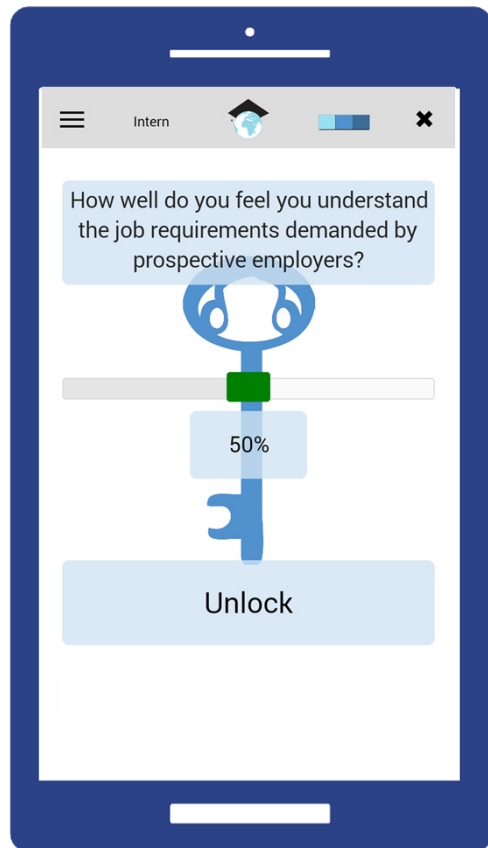 Intern
How well do you feel you understand
the job requirements demanded by
prospective employers?
50%
Unlock